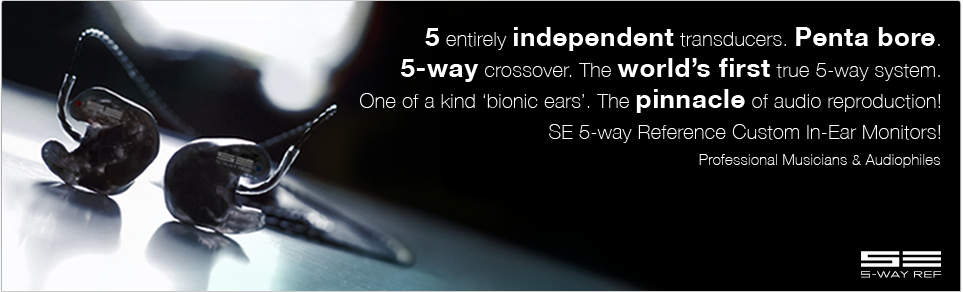 5 entirely independent transducers. Penta bore.
5-way crossover. The world's first true 5-way system.
One of a kind 'bionic ears'. The pinnacle of audio reproduction!
SE 5-way Reference Custom In-Ear Monitors!
Professional Musicians & Audiophiles
SE
SE
5-WAY REF